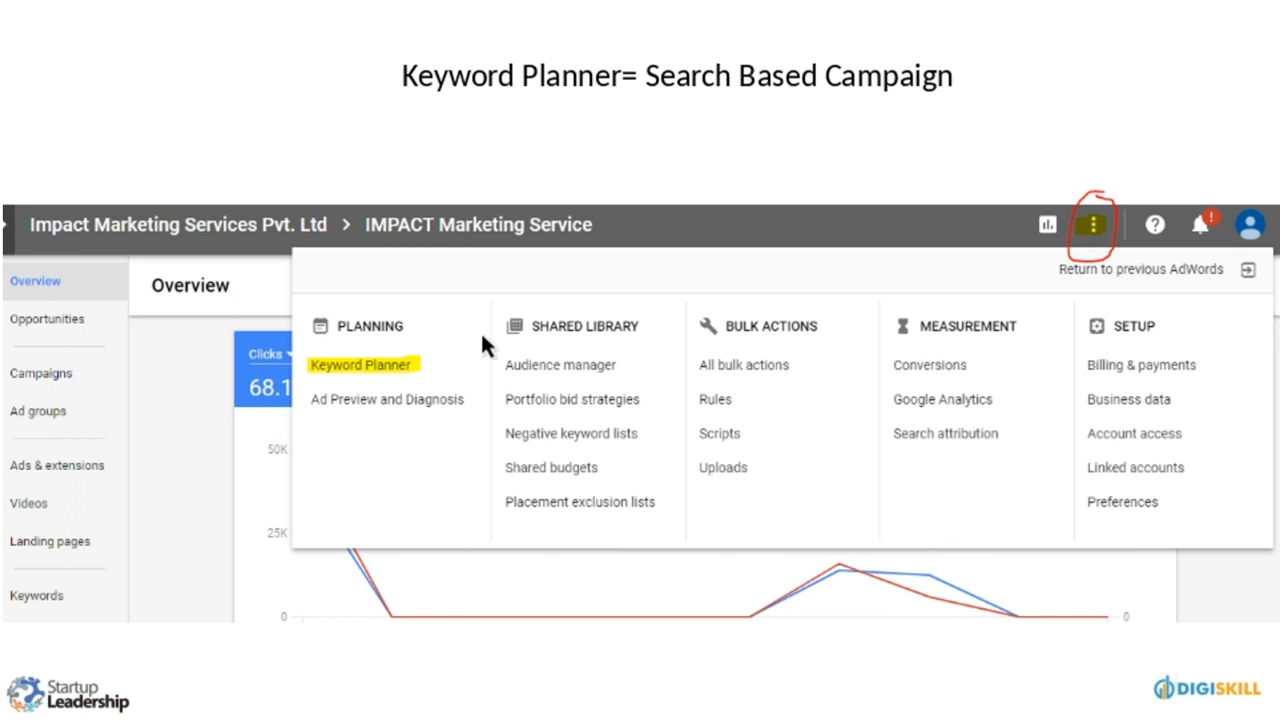 Keyword Planner= Search Based Campaign
Impact Marketing Services Pvt. Ltd > IMPACT Marketing Service
Return to previous AdWords
Overview
Opportunities
Campaigns
Ad groups
Ads & extensions
Videos
Landing pages
Keywords
Overview
Clicks
68.1
50K
25K
0
0
PLANNING
Keyword Planner
Ad Preview and Diagnosis
SHARED LIBRARY
Audience manager
Portfolio bid strategies
Negative keyword lists
Shared budgets
Placement exclusion lists
BULK ACTIONS
All bulk actions
Rules
Scripts
Uploads
MEASUREMENT
Conversions
Google Analytics
Search attribution
SETUP
Billing & payments
Business data
Account access
Linked accounts
Preferences
Startup
Leadership
DIGISKILL